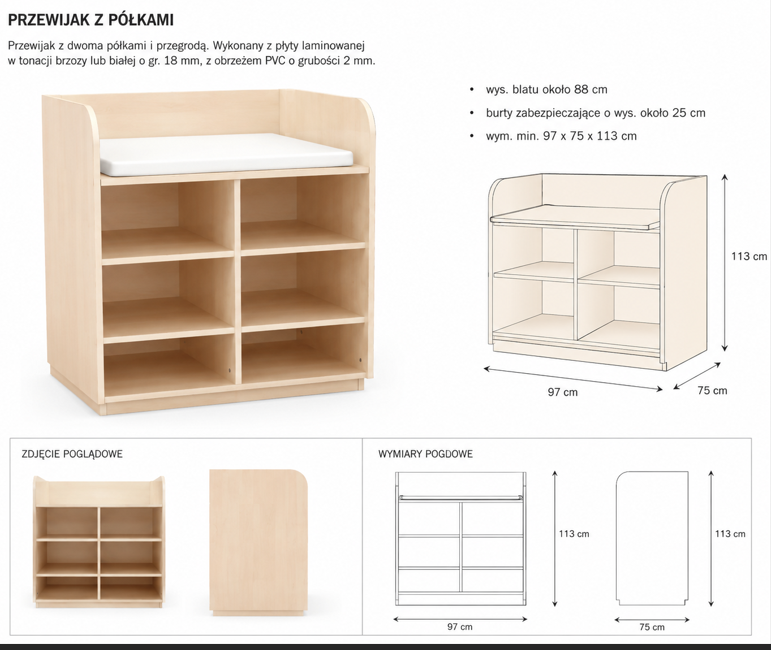 PRZEWIJAK Z PÓŁKAMI
Przewijak z dwoma półkami i przegrodą. Wykonany z płyty laminowanej
w tonacji brzozy lub białej o gr. 18 mm, z obrzeżem PVC o grubości 2 mm.
• wys. blatu około 88 cm
• burty zabezpieczające o wys. około 25 cm
• wym. min. 97 x 75 x 113 cm
113 cm
97 cm
75 cm
ZDJĘCIE POGLĄDOWE
WYMIARY POGDOWE
113 cm
97 cm
113 cm
75 cm